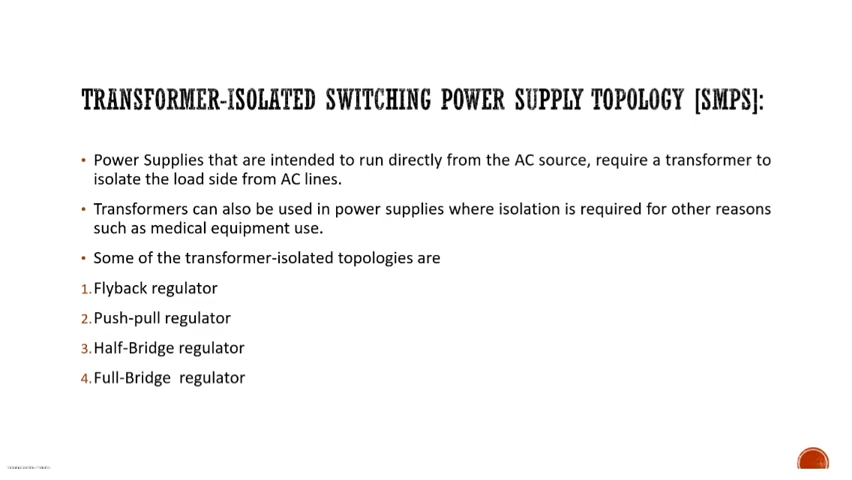 TRANSFORMER-ISOLATED SWITCHING POWER SUPPLY TOPOLOGY [SMPS]:
• Power Supplies that are intended to run directly from the AC source, require a transformer to
isolate the load side from AC lines.
• Transformers can also be used in power supplies where isolation is required for other reasons
such as medical equipment use.
• Some of the transformer-isolated topologies are
1. Flyback regulator
2. Push-pull regulator
3. Half-Bridge regulator
4. Full-Bridge regulator